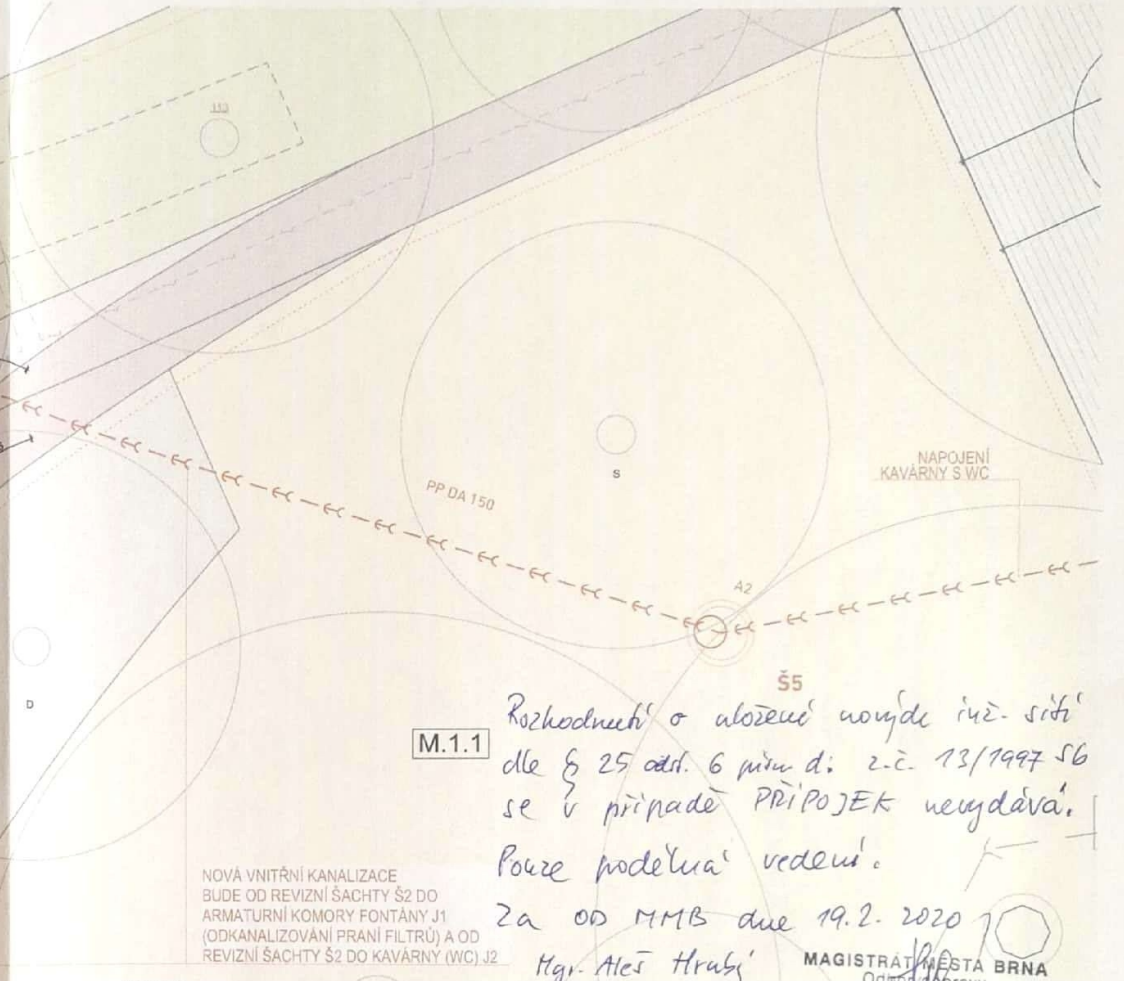 113
NAPOJENÍ
KAVÁRNY S WC
S
PP DA 150
A2
Š5
D
M.1.1
Rozhodnutí o uložení nových inž. sítí
dle § 25 odst. 6 písm d. z.č. 13/1997 Sb
se v případě PŘÍPOJEK nevydává.
Pouze podélná vedení.
Za OD MMB dne 19.2. 2020
Mgr. Aleš Hrubý
NOVÁ VNITŘNÍ KANALIZACE
BUDE OD REVIZNÍ ŠACHTY Š2 DO
ARMATURNÍ KOMORY FONTÁNY J1
(ODKANALIZOVÁNÍ PRANÍ FILTRŮ) A OD
REVIZNÍ ŠACHTY Š2 DO KAVÁRNY (WC) J2
MAGISTRÁT MĚSTA BRNA